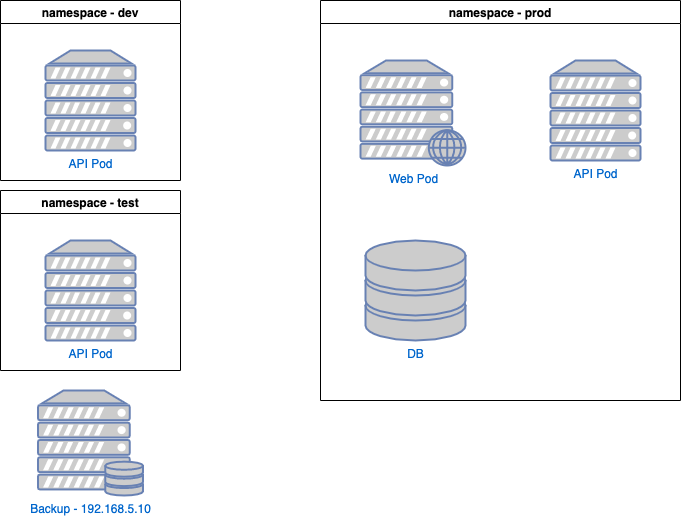 namespace - dev
API Pod
namespace - test
API Pod
Backup - 192.168.5.10
namespace - prod
Web Pod
API Pod
DB